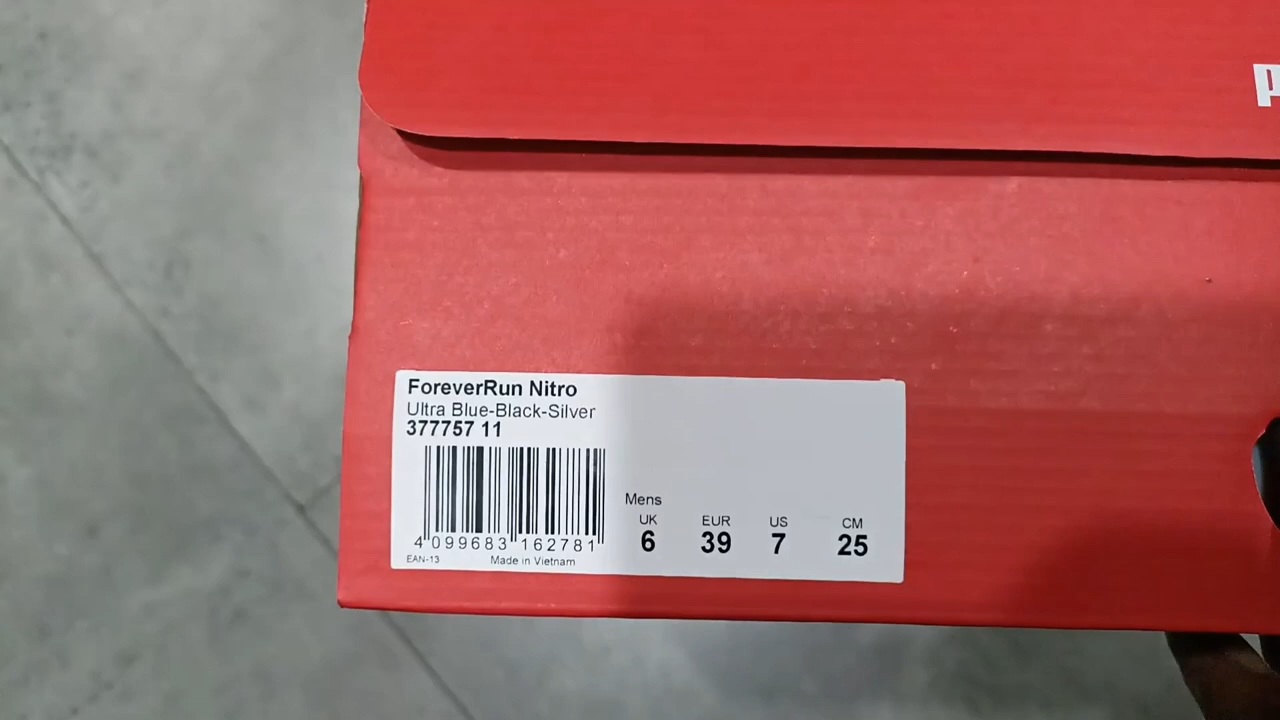 ForeverRun Nitro
Ultra Blue-Black-Silver
377757 11
4 099683 162781
EAN-13 Made in Vietnam
Mens
UK EUR US CM
6 39 7 25